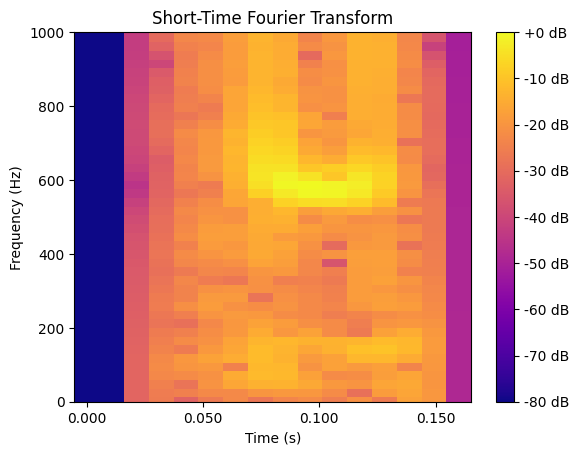 Short-Time Fourier Transform
1000
800
600
400
200
0
Frequency (Hz)
0.000
0.050
0.100
0.150
Time (s)
+0 dB
-10 dB
-20 dB
-30 dB
-40 dB
-50 dB
-60 dB
-70 dB
-80 dB